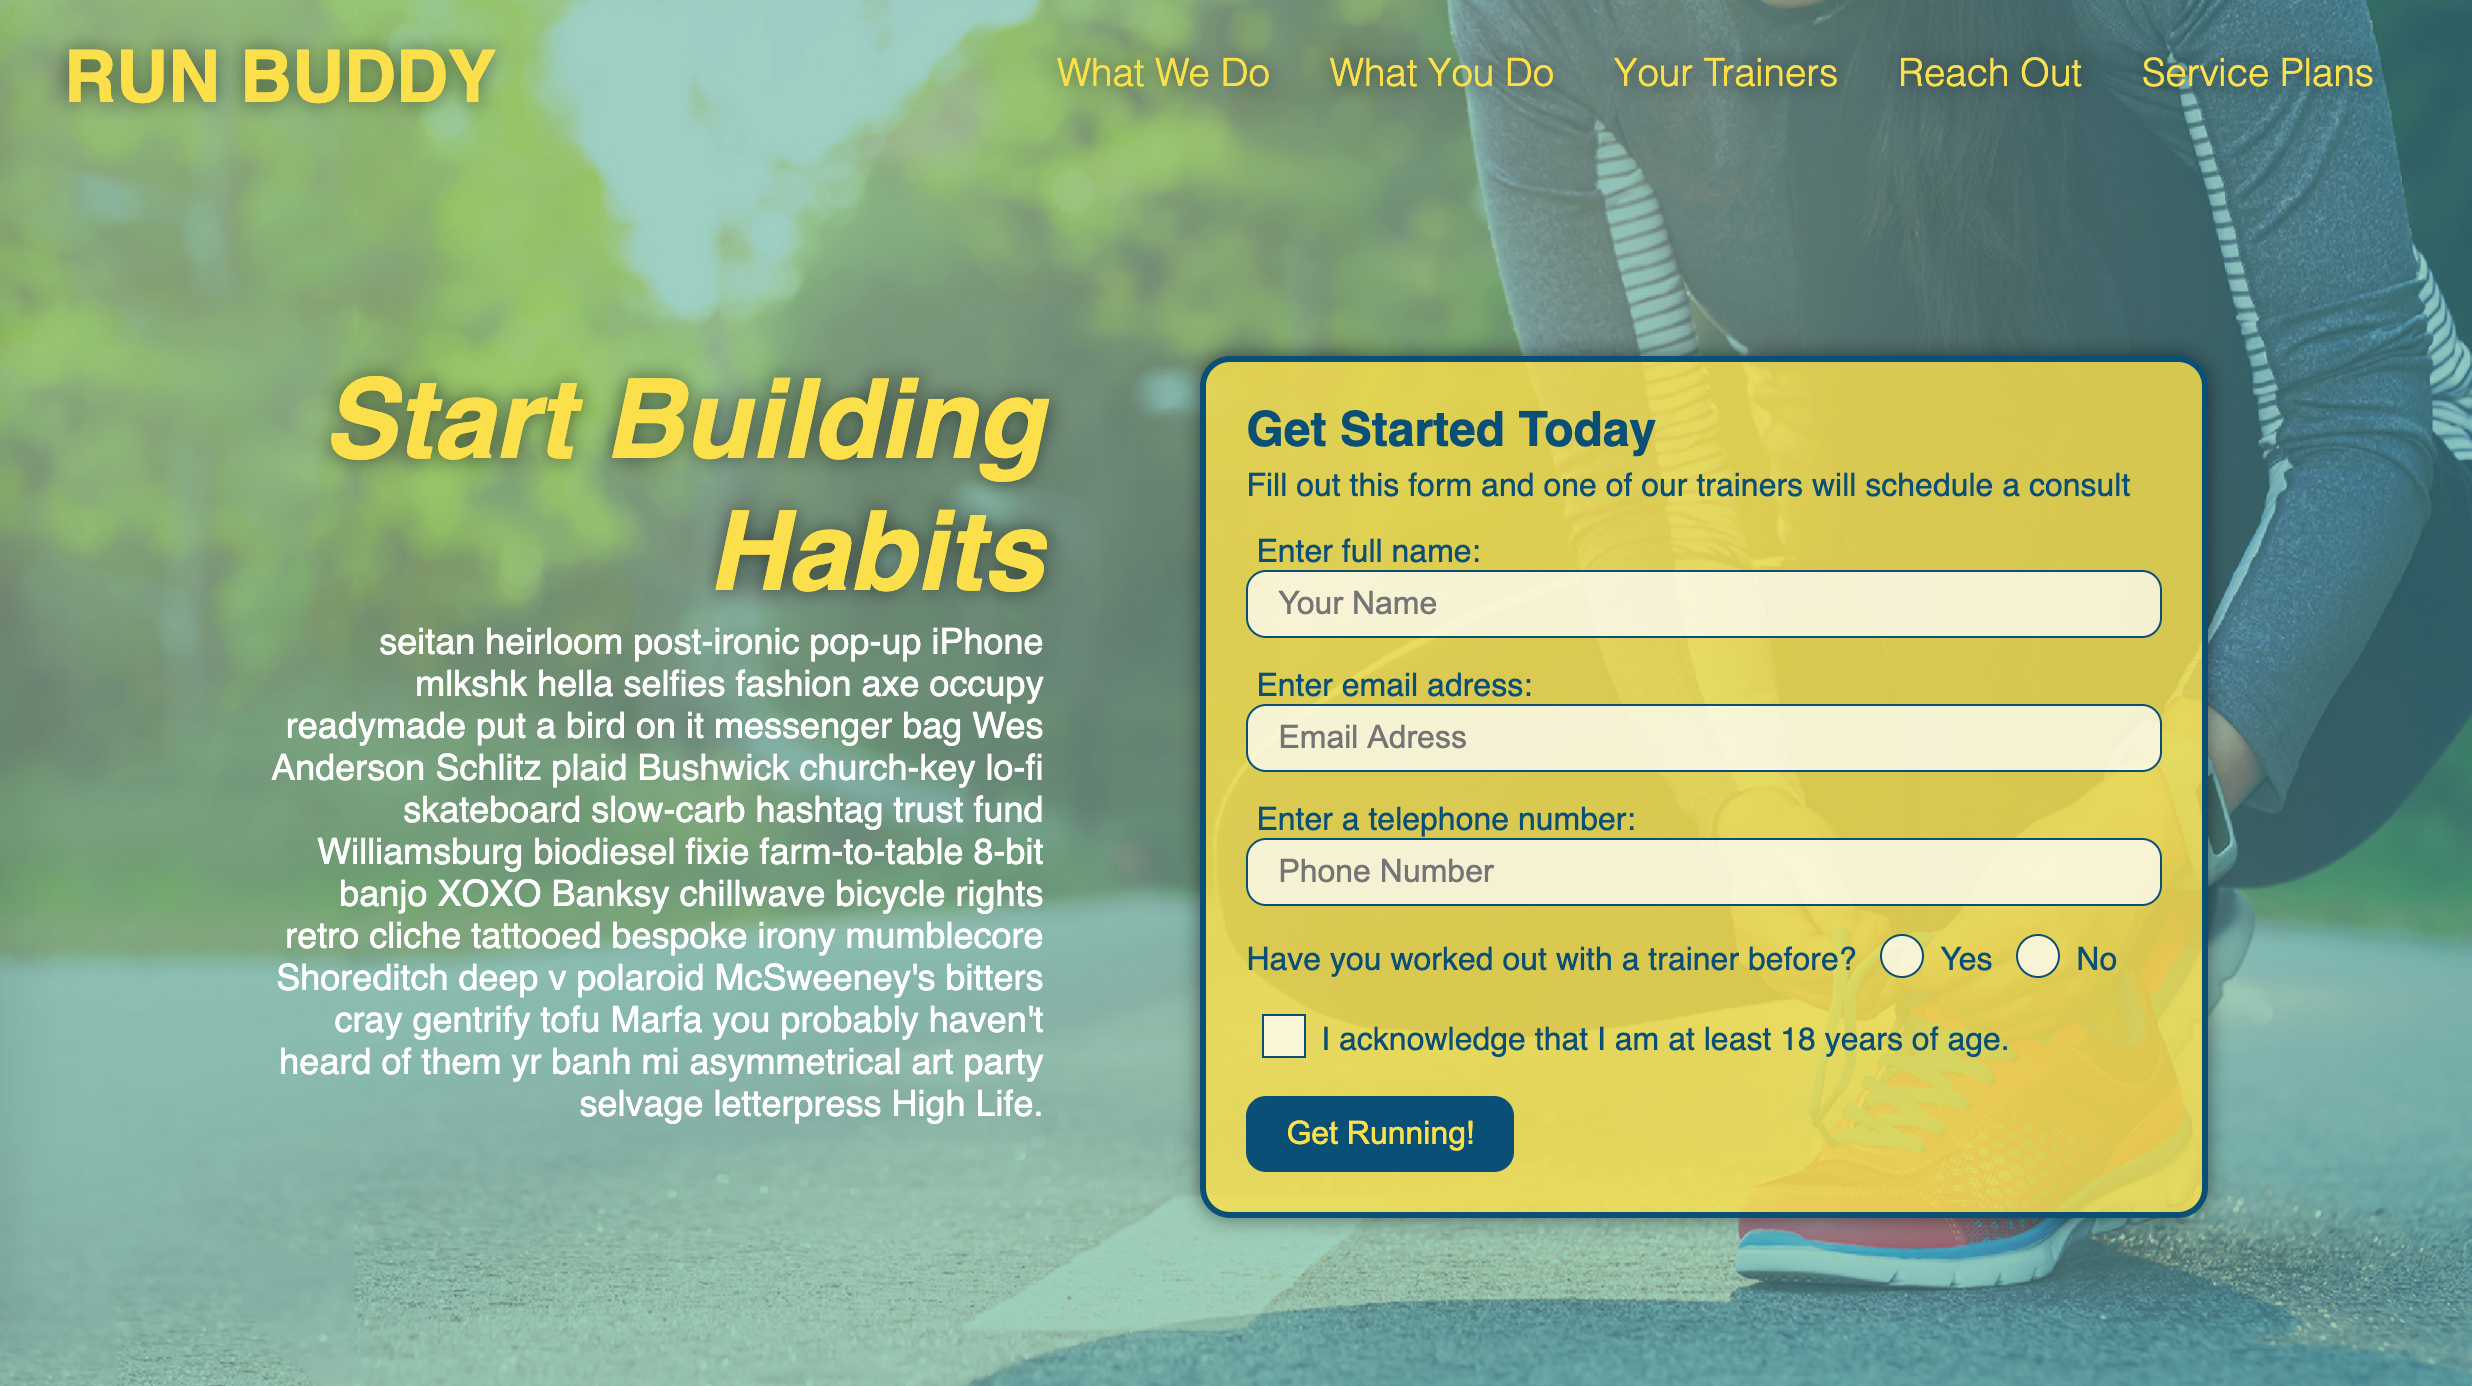 RUN BUDDY
What We Do
What You Do
Your Trainers
Reach Out
Service Plans
Start Building
Habits
seitan heirloom post-ironic pop-up iPhone
mlkshk hella selfies fashion axe occupy
readymade put a bird on it messenger bag Wes
Anderson Schlitz plaid Bushwick church-key lo-fi
skateboard slow-carb hashtag trust fund
Williamsburg biodiesel fixie farm-to-table 8-bit
banjo XOXO Banksy chillwave bicycle rights
retro cliche tattooed bespoke irony mumblecore
Shoreditch deep v polaroid McSweeney's bitters
cray gentrify tofu Marfa you probably haven't
heard of them yr banh mi asymmetrical art party
selvage letterpress High Life.
Get Started Today
Fill out this form and one of our trainers will schedule a consult
Enter full name:
Your Name
Enter email adress:
Email Adress
Enter a telephone number:
Phone Number
Have you worked out with a trainer before? Yes No
I acknowledge that I am at least 18 years of age.
Get Running!